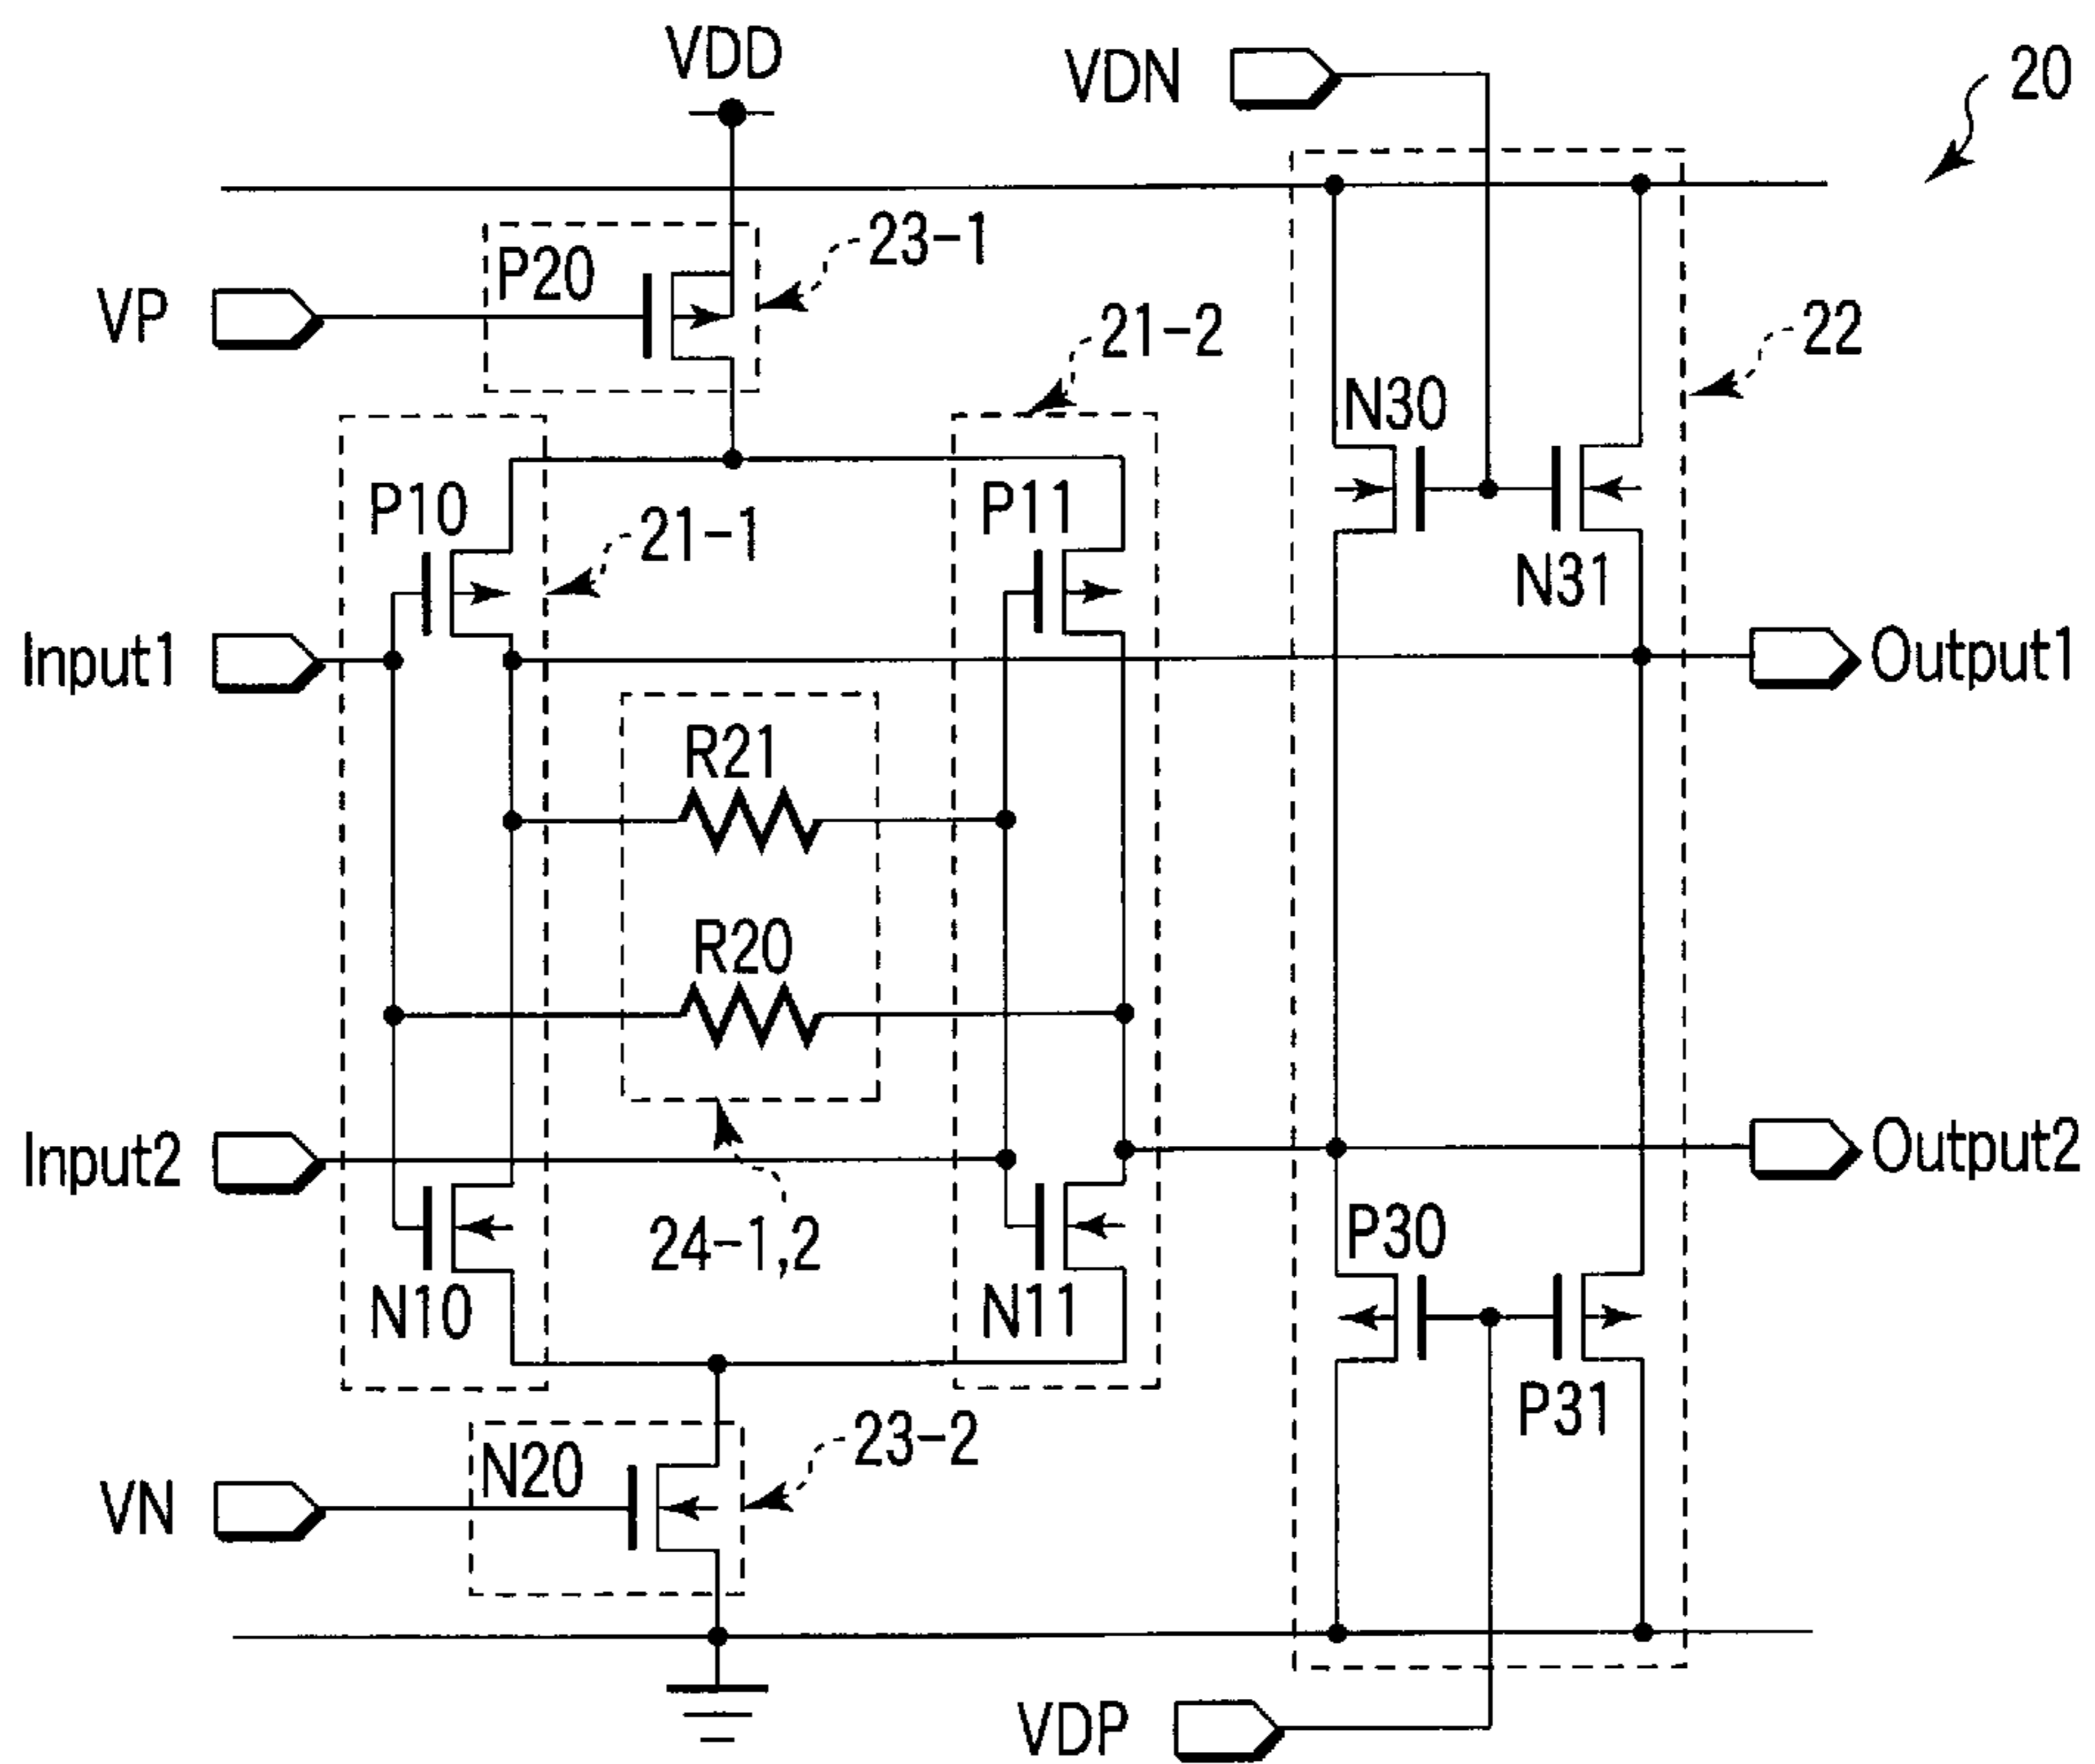 VDD
VDN
20
P20
23-1
VP
21-2
22
N30
P10
P11
21-1
N31
Input1
Output1
R21
R20
Input2
Output2
24-1,2
P30
N10
N11
P31
N20
23-2
VN
VDP